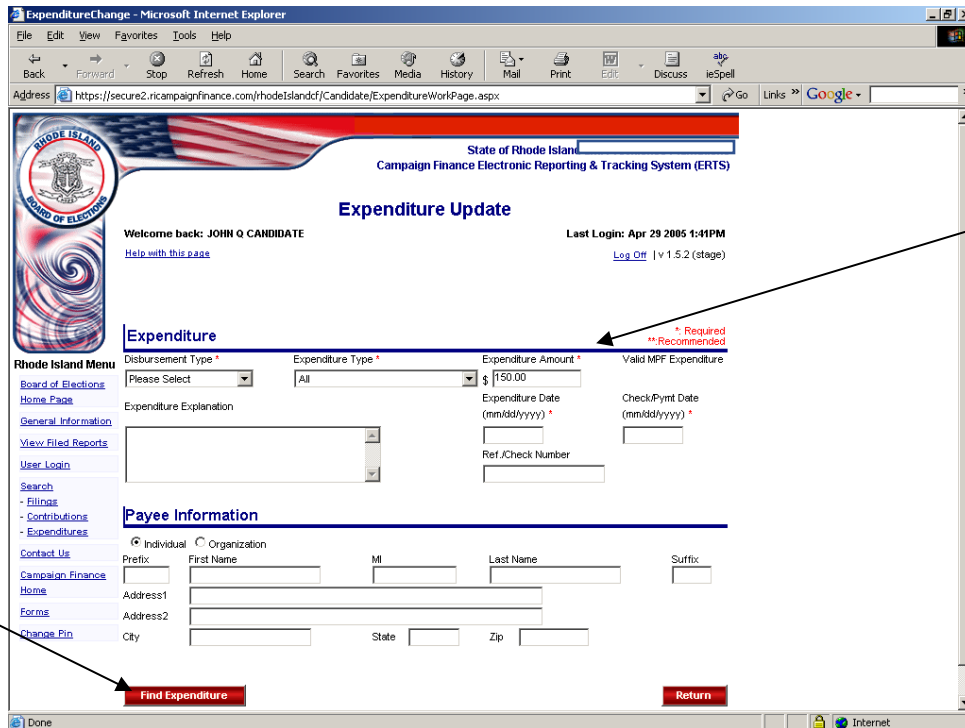 ExpenditureChange - Microsoft Internet Explorer
File Edit View Favorites Tools Help
Back Forward Stop Refresh Home Search Favorites Media History Mail Print Edit Discuss ieSpell
Address https://secure2.ricampaignfinance.com/rhodeIslandcf/Candidate/ExpenditureWorkPage.aspx Go Links » Google
RHODE ISLAND
BOARD OF ELECTIONS
State of Rhode Island
Campaign Finance Electronic Reporting & Tracking System (ERTS)
Expenditure Update
Welcome back: JOHN Q CANDIDATE Last Login: Apr 29 2005 1:41PM
Help with this page Log Off | v 1.5.2 (stage)
Expenditure *: Required
**:Recommended
Rhode Island Menu
Board of Elections
Home Page
General Information
View Filed Reports
User Login
Search
- Filings
- Contributions
- Expenditures
Contact Us
Campaign Finance
Home
Forms
Change Pin
Disbursement Type * Expenditure Type * Expenditure Amount * Valid MPF Expenditure
Please Select All $ 150.00
Expenditure Explanation Expenditure Date Check/Pymt Date
(mm/dd/yyyy) * (mm/dd/yyyy) *
Ref./Check Number
Payee Information
Individual Organization
Prefix First Name MI Last Name Suffix
Address1
Address2
City State Zip
Find Expenditure Return
Done Internet